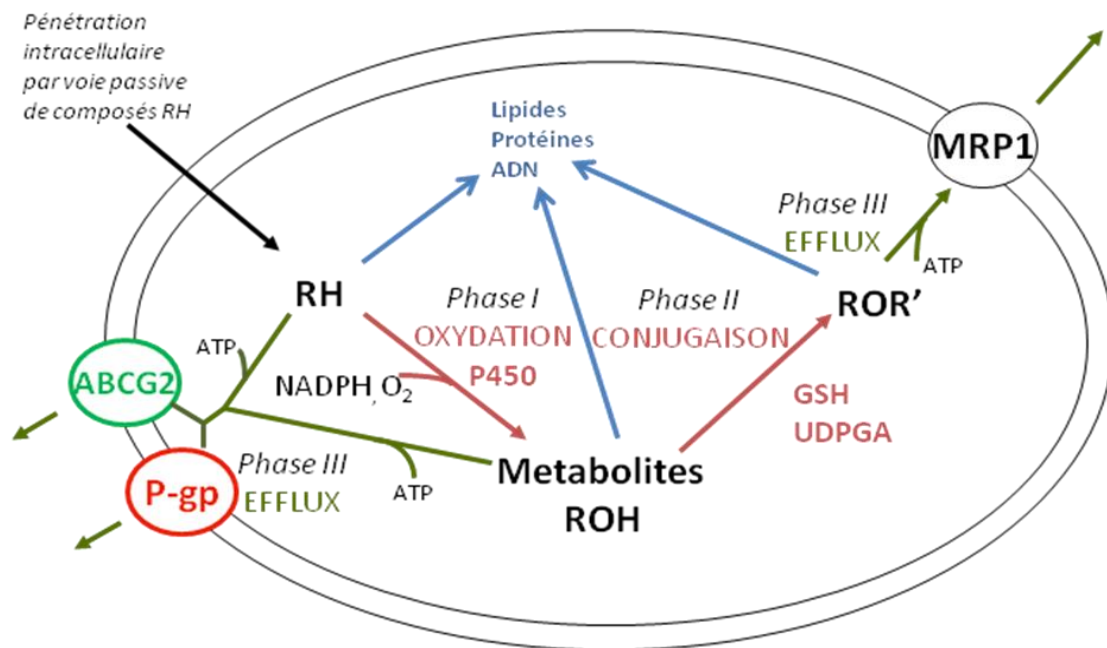 Pénétration
intracellulaire
par voie passive
de composés RH
Lipides
Protéines
ADN
MRP1
Phase III
EFFLUX
ATP
RH
Phase I
OXYDATION
P450
Phase II
CONJUGAISON
ROR’
ATP
NADPH, O2
ABCG2
GSH
UDPGA
Phase III
EFFLUX
ATP
P-gp
Metabolites
ROH